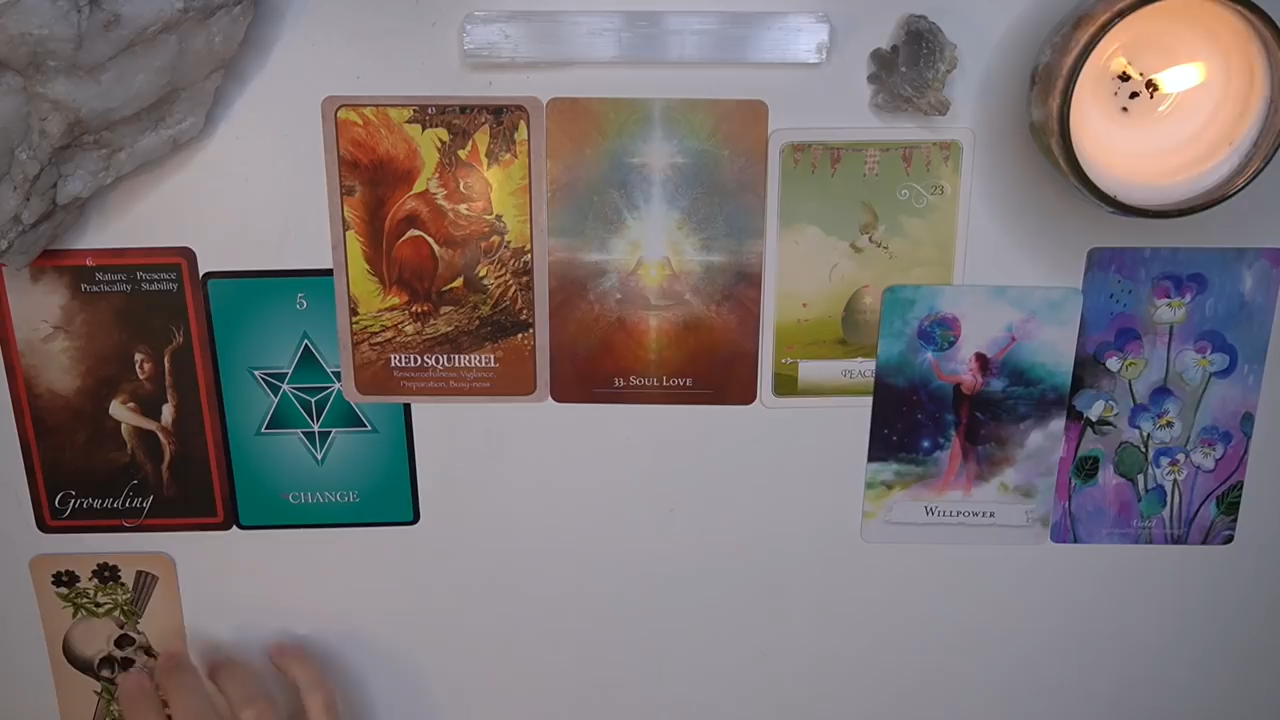 6.
Nature - Presence
Practicality - Stability
Grounding
5
CHANGE
RED SQUIRREL
Resourcefulness, Vigilance,
Preparation, Busy-ness
33. SOUL LOVE
23
PEACE
WILLPOWER
Violet